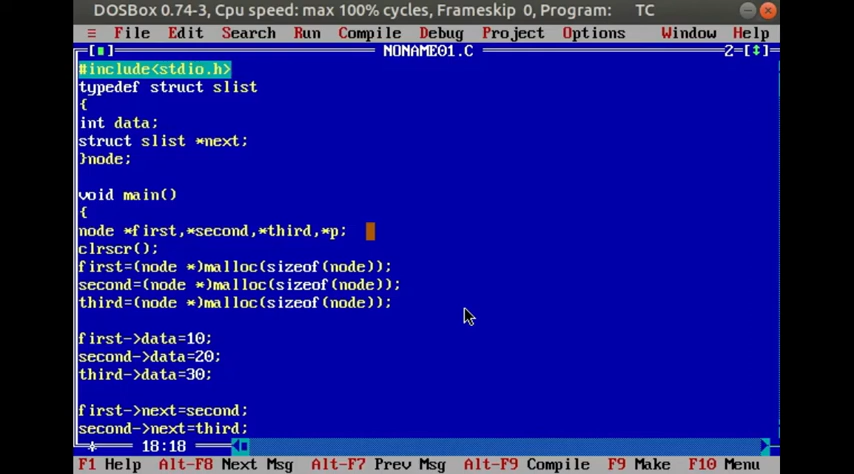 DOSBox 0.74-3, Cpu speed: max 100% cycles, Frameskip 0, Program: TC
≡ File Edit Search Run Compile Debug Project Options Window Help
[■] NONAME01.C 2=[↕]
#include<stdio.h>
typedef struct slist
{
int data;
struct slist *next;
}node;
void main()
{
node *first,*second,*third,*p;
clrscr();
first=(node *)malloc(sizeof(node));
second=(node *)malloc(sizeof(node));
third=(node *)malloc(sizeof(node));
first->data=10;
second->data=20;
third->data=30;
first->next=second;
second->next=third;
18:18
F1 Help Alt-F8 Next Msg Alt-F7 Prev Msg Alt-F9 Compile F9 Make F10 Menu